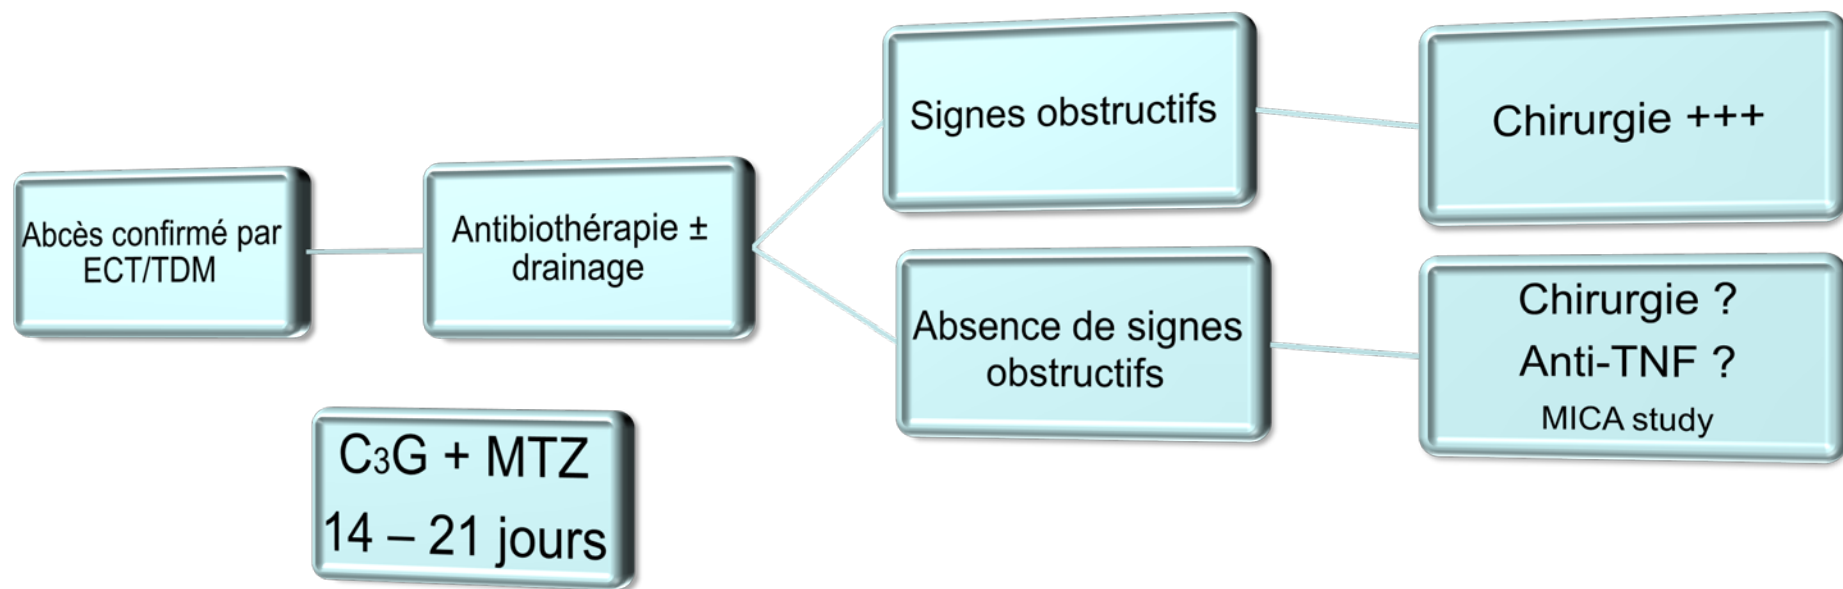 Abcès confirmé par
ECT/TDM
Antibiothérapie ±
drainage
Signes obstructifs
Chirurgie +++
Absence de signes
obstructifs
Chirurgie ?
Anti-TNF ?
MICA study
C3G + MTZ
14 – 21 jours